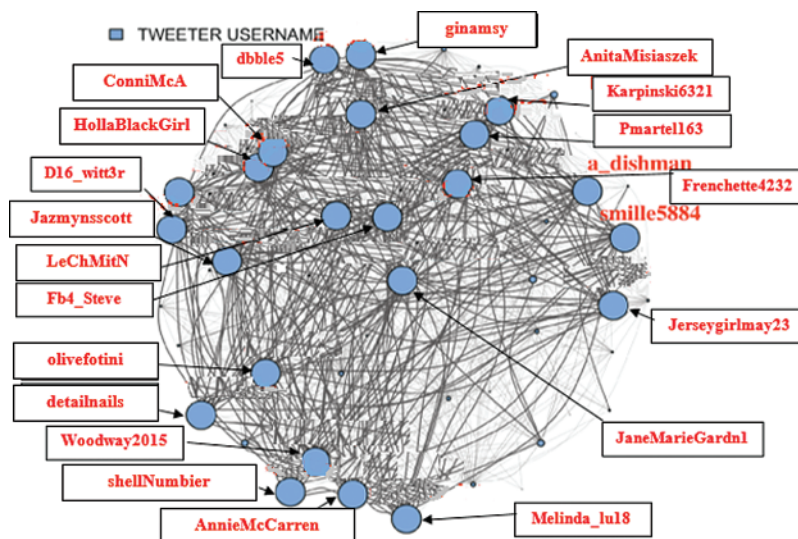 TWEETER USERNAME
ginamsy
dbble5
AnitaMisiaszek
ConniMcA
Karpinski6321
HollaBlackGirl
Pmartel163
a_dishman
D16_witt3r
Frenchette4232
Jazmynsscott
smille5884
LeChMitN
Fb4_Steve
Jerseygirlmay23
olivefotini
detailnails
Woodway2015
JaneMarieGardn1
shellNumbier
AnnieMcCarren
Melinda_lu18